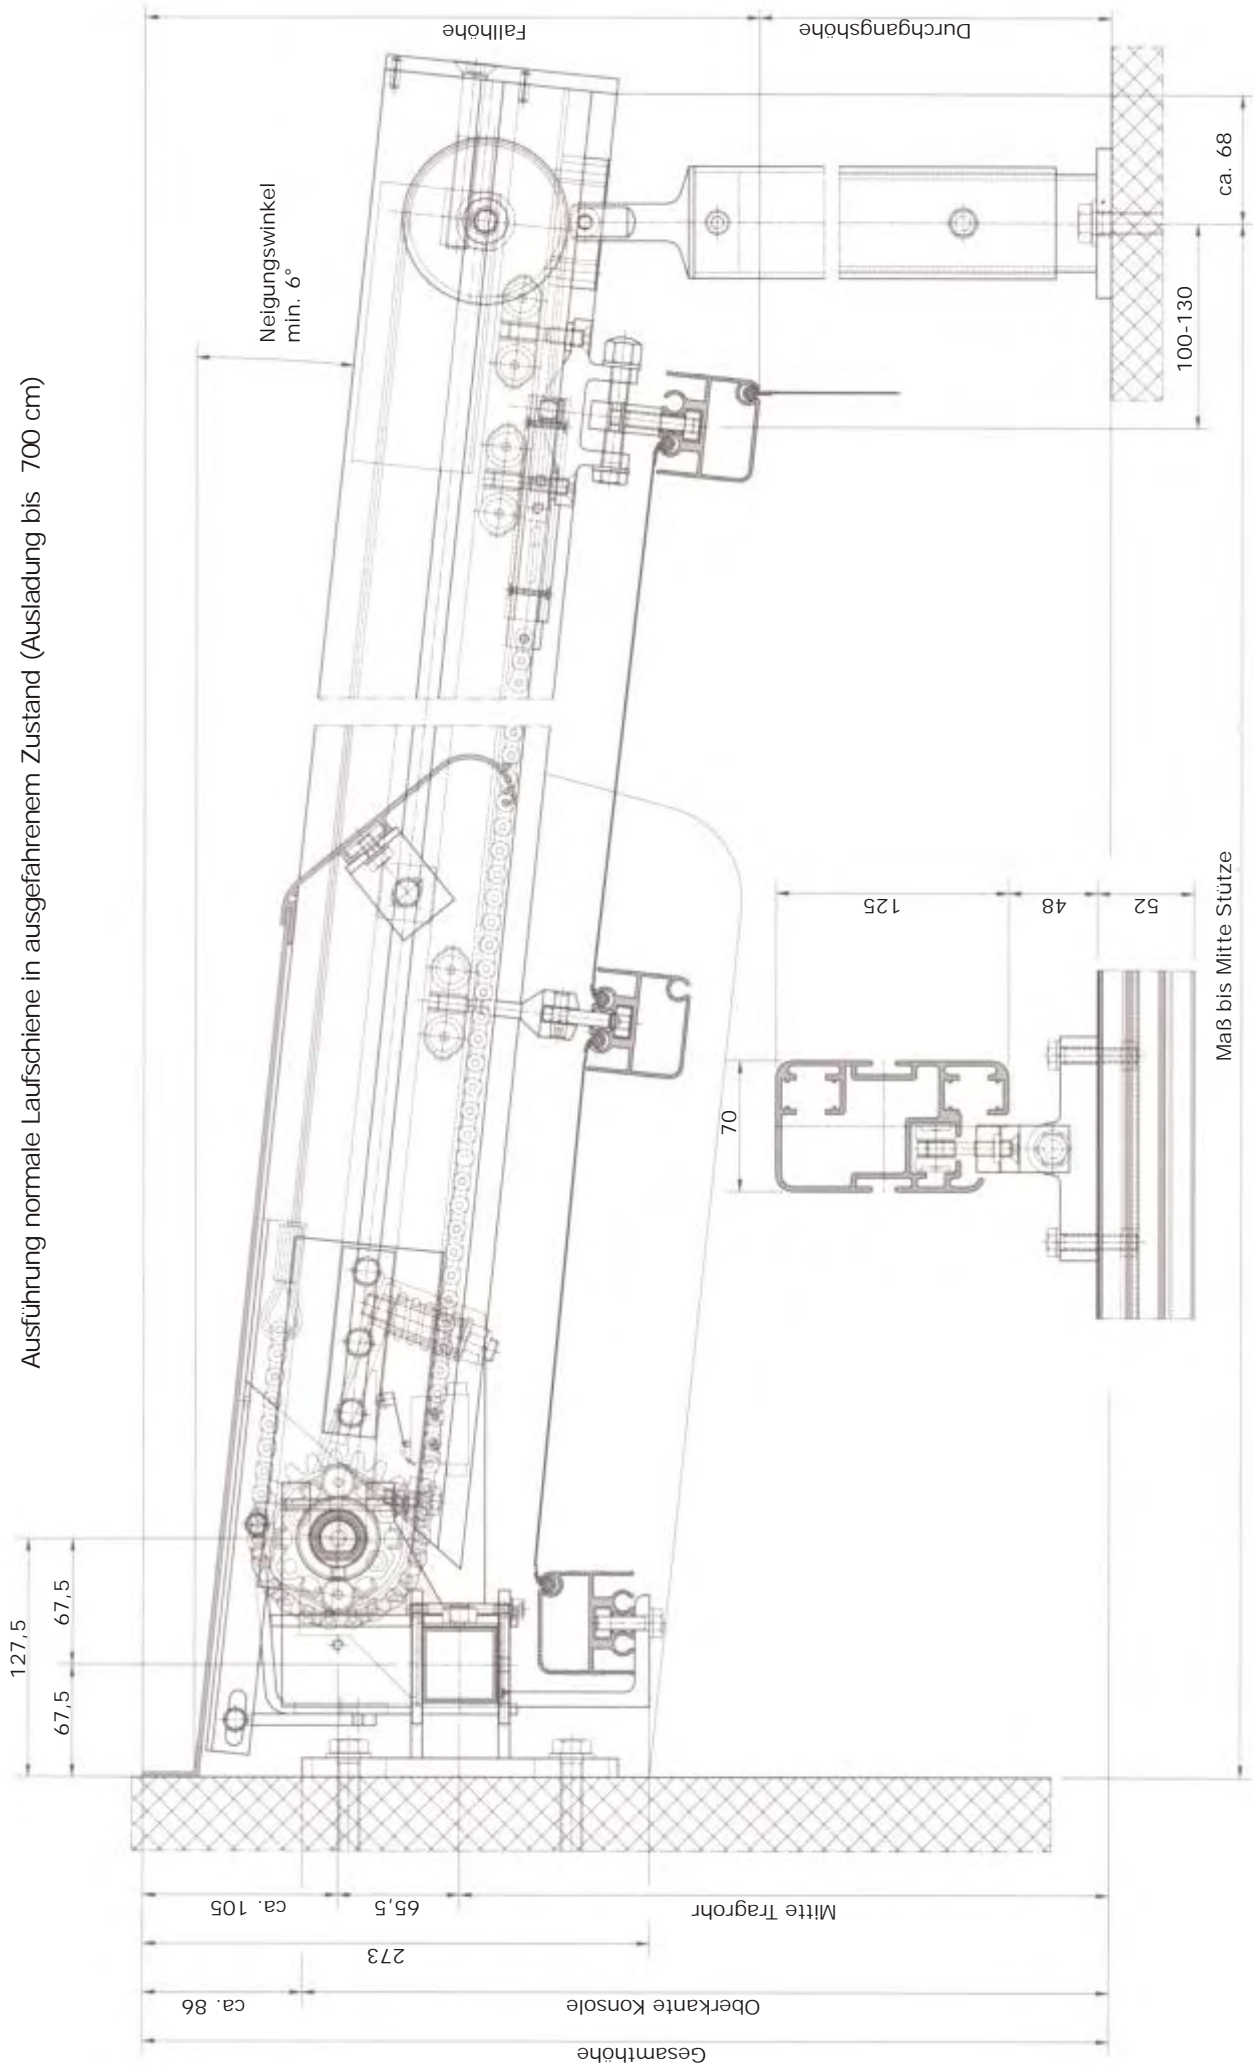 Ausführung normale Laufschiene in ausgefahrenem Zustand (Ausladung bis 700 cm)
Fallhöhe
Durchgangshöhe
Neigungswinkel
min. 6°
ca. 68
100-130
125
48
52
70
Maß bis Mitte Stütze
127,5
67,5
67,5
ca. 105
65,5
Mitte Tragrohr
273
ca. 86
Oberkante Konsole
Gesamthöhe